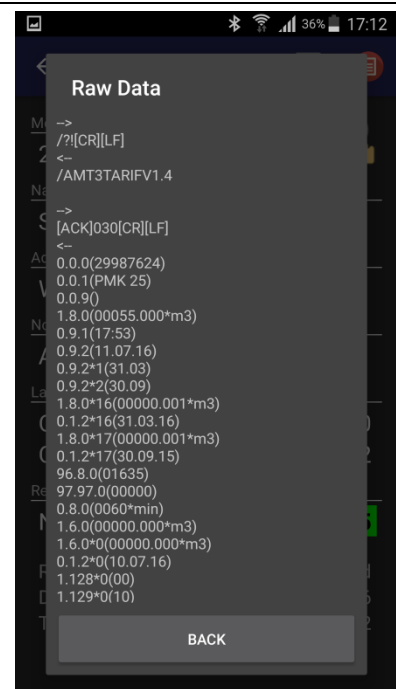 36% 17:12
Raw Data
-->
/?![CR][LF]
<--
/AMT3TARIFV1.4
-->
[ACK]030[CR][LF]
<--
0.0.0(29987624)
0.0.1(PMK 25)
0.0.9()
1.8.0(00055.000*m3)
0.9.1(17:53)
0.9.2(11.07.16)
0.9.2*1(31.03)
0.9.2*2(30.09)
1.8.0*16(00000.001*m3)
0.1.2*16(31.03.16)
1.8.0*17(00000.001*m3)
0.1.2*17(30.09.15)
96.8.0(01635)
97.97.0(00000)
0.8.0(0060*min)
1.6.0(00000.000*m3)
1.6.0*0(00000.000*m3)
0.1.2*0(10.07.16)
1.128*0(00)
1.129*0(10)
BACK